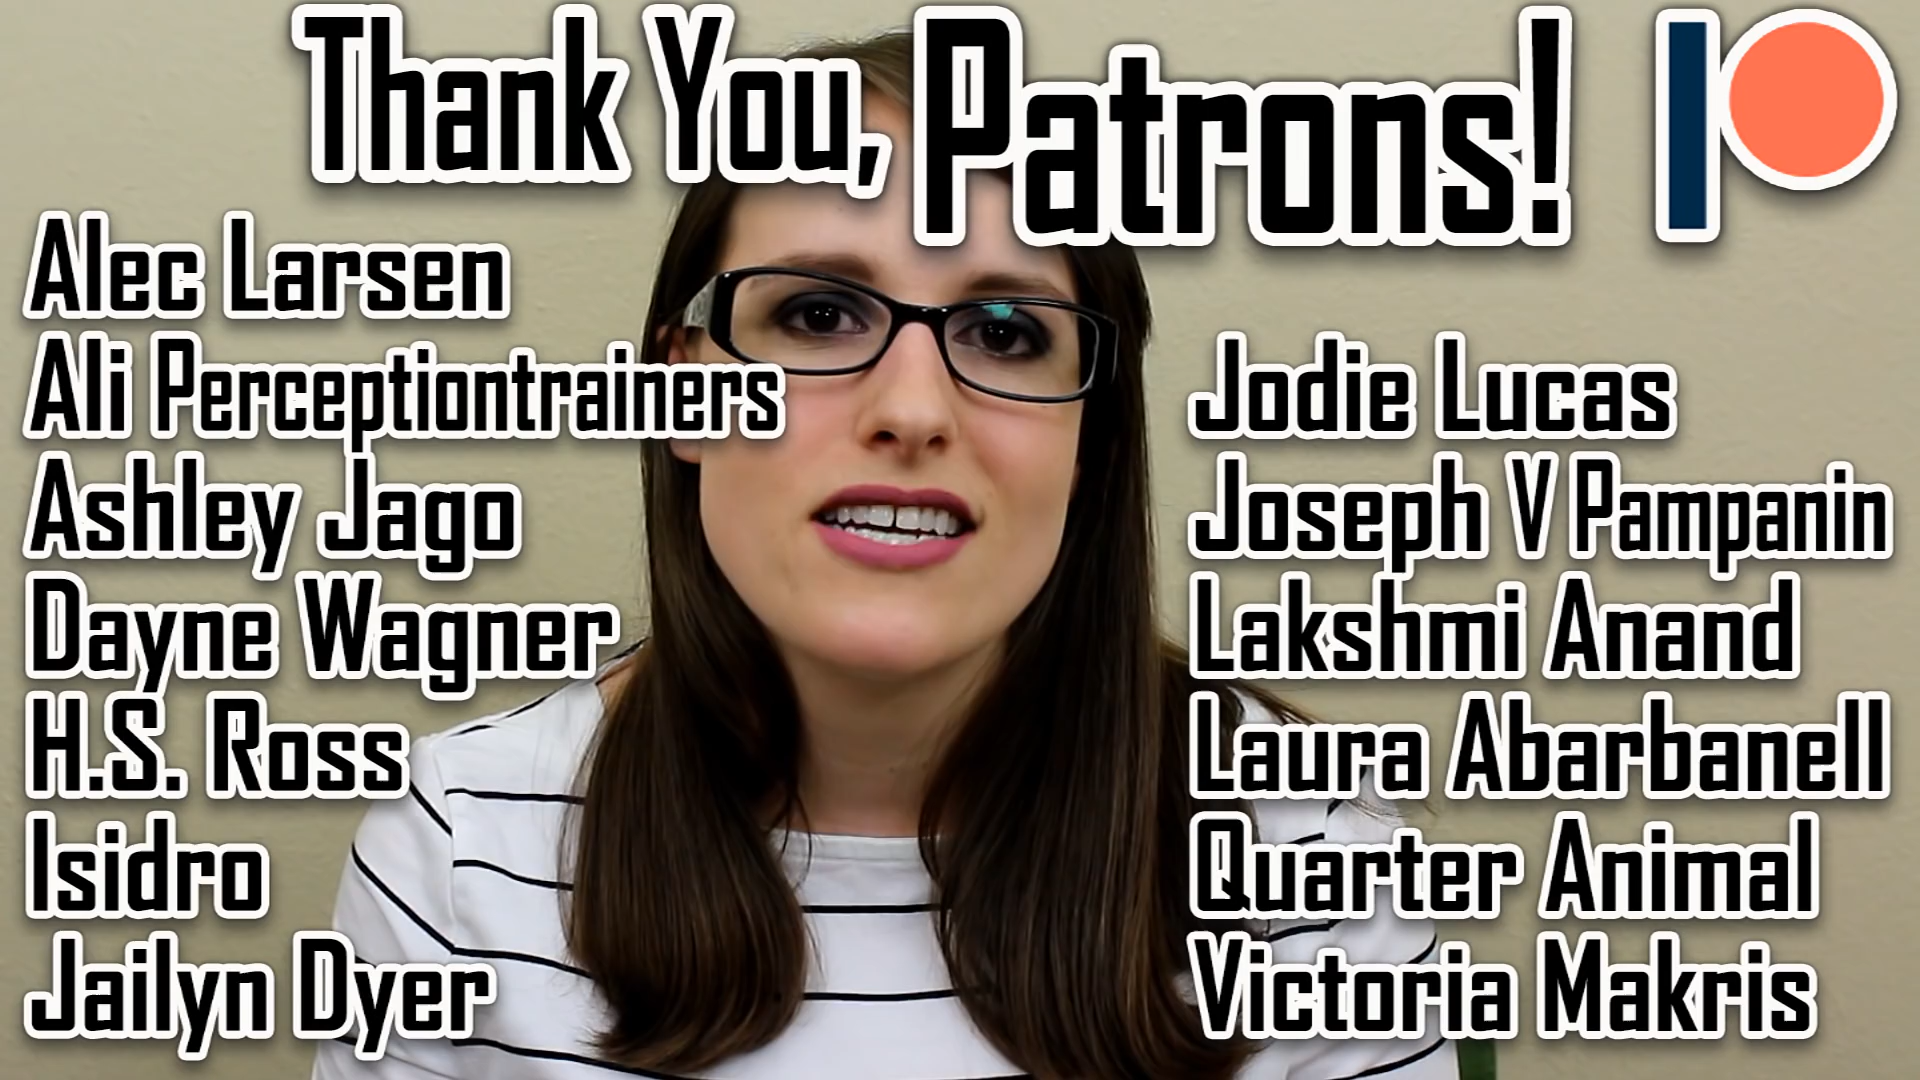 Thank You, Patrons!
Alec Larsen
Ali Perceptiontrainers
Ashley Jago
Dayne Wagner
H.S. Ross
Isidro
Jailyn Dyer
Jodie Lucas
Joseph V Pampanin
Lakshmi Anand
Laura Abarbanell
Quarter Animal
Victoria Makris